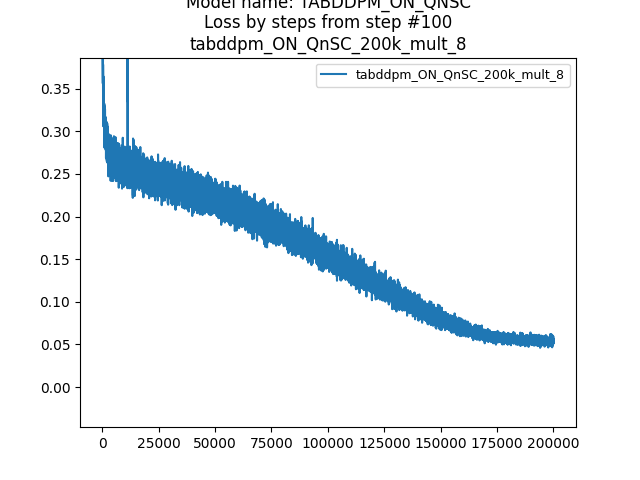 Model name: TABDDPM_ON_QNSC
Loss by steps from step #100
tabddpm_ON_QnSC_200k_mult_8
tabddpm_ON_QnSC_200k_mult_8
0.35
0.30
0.25
0.20
0.15
0.10
0.05
0.00
0 25000 50000 75000 100000 125000 150000 175000 200000